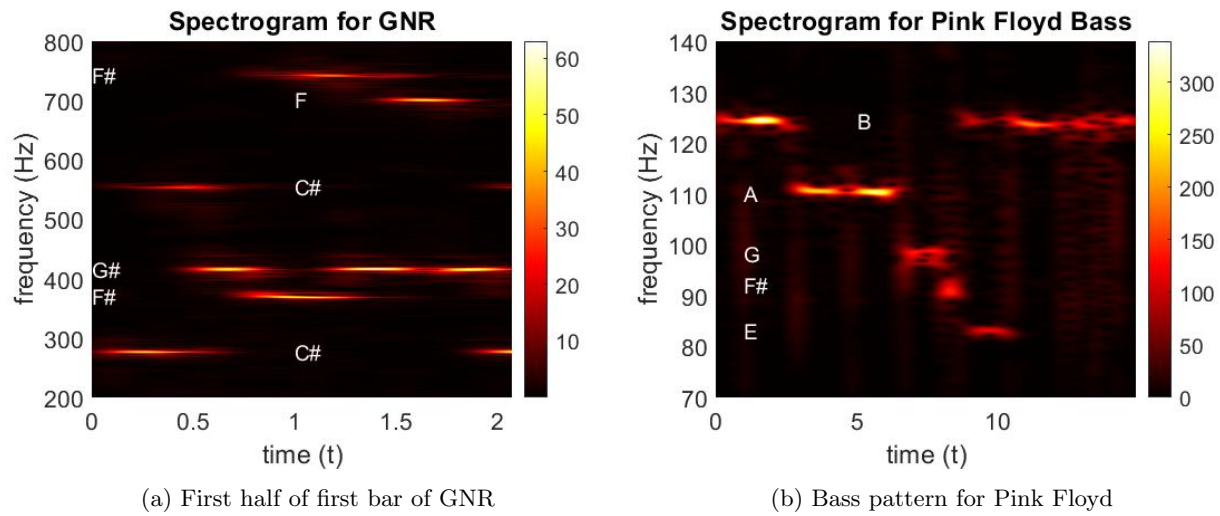 Spectrogram for GNR
800
700
600
500
400
300
200
frequency (Hz)
F#
F
C#
G#
F#
C#
0
0.5
1
1.5
2
time (t)
60
50
40
30
20
10
(a) First half of first bar of GNR
Spectrogram for Pink Floyd Bass
140
130
120
110
100
90
80
70
frequency (Hz)
B
A
G
F#
E
0
5
10
time (t)
300
250
200
150
100
50
0
(b) Bass pattern for Pink Floyd